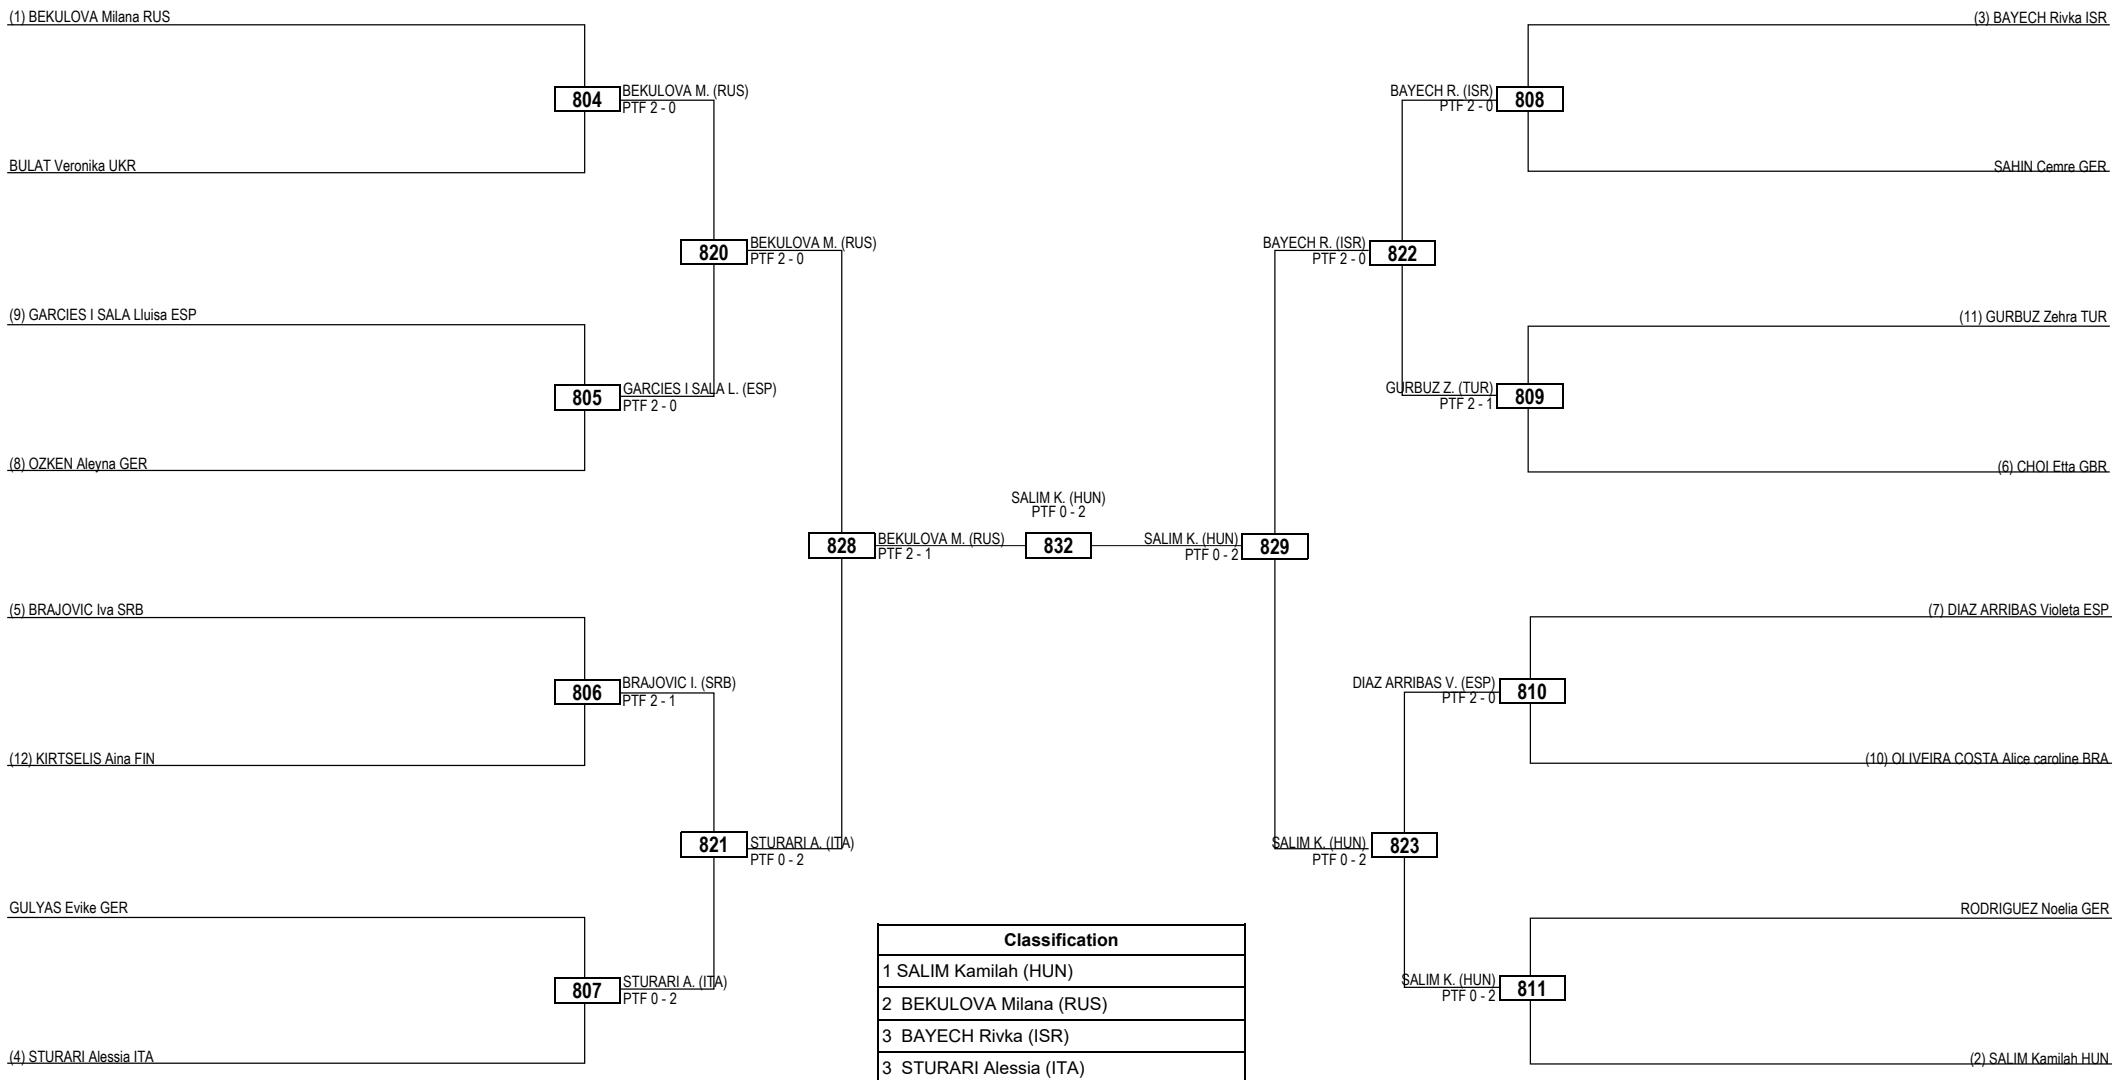 (1) BEKULOVA Milana RUS
(3) BAYECH Rivka ISR
804
BEKULOVA M. (RUS)
PTF 2 - 0
BAYECH R. (ISR)
PTF 2 - 0
808
BULAT Veronika UKR
SAHIN Cemre GER
820
BEKULOVA M. (RUS)
PTF 2 - 0
BAYECH R. (ISR)
PTF 2 - 0
822
(9) GARCIES I SALA Lluisa ESP
(11) GURBUZ Zehra TUR
805
GARCIES I SALA L. (ESP)
PTF 2 - 0
GURBUZ Z. (TUR)
PTF 2 - 1
809
(8) OZKEN Aleyna GER
(6) CHOI Etta GBR
SALIM K. (HUN)
PTF 0 - 2
828
BEKULOVA M. (RUS)
PTF 2 - 1
832
SALIM K. (HUN)
PTF 0 - 2
829
(5) BRAJOVIC Iva SRB
(7) DIAZ ARRIBAS Violeta ESP
806
BRAJOVIC I. (SRB)
PTF 2 - 1
DIAZ ARRIBAS V. (ESP)
PTF 2 - 0
810
(12) KIRTSELIS Aina FIN
(10) OLIVEIRA COSTA Alice caroline BRA
821
STURARI A. (ITA)
PTF 0 - 2
SALIM K. (HUN)
PTF 0 - 2
823
GULYAS Evike GER
RODRIGUEZ Noelia GER
807
STURARI A. (ITA)
PTF 0 - 2
SALIM K. (HUN)
PTF 0 - 2
811
(4) STURARI Alessia ITA
(2) SALIM Kamilah HUN
Classification
1 SALIM Kamilah (HUN)
2 BEKULOVA Milana (RUS)
3 BAYECH Rivka (ISR)
3 STURARI Alessia (ITA)